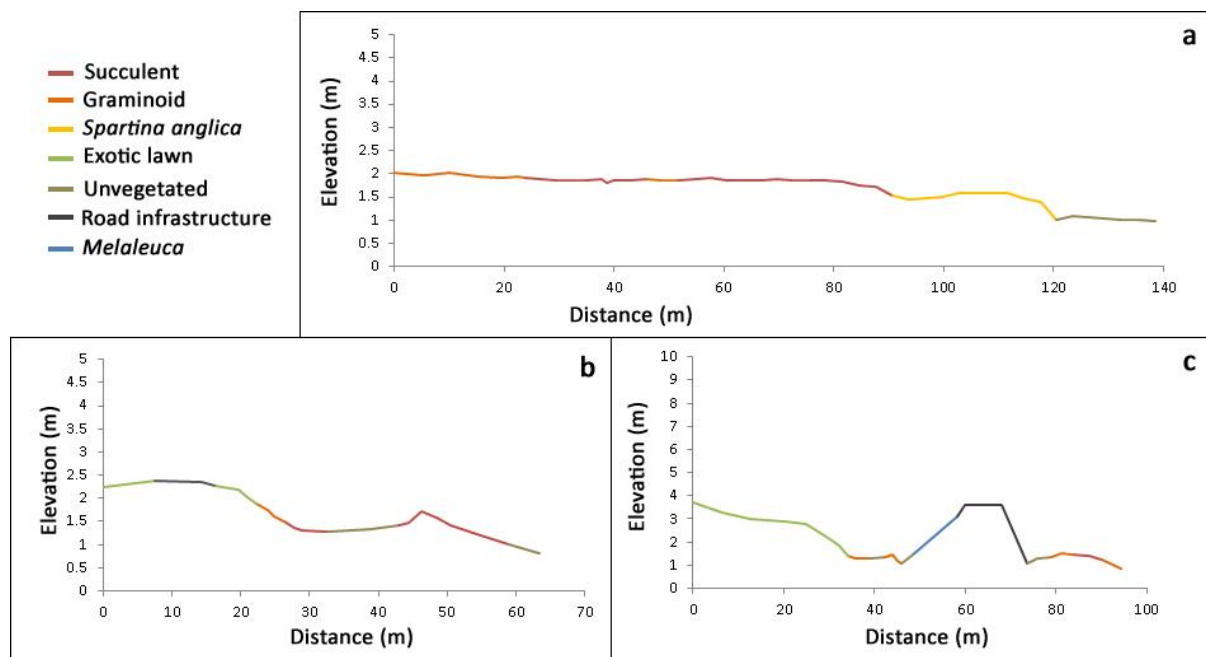 Succulent
Graminoid
Spartina anglica
Exotic lawn
Unvegetated
Road infrastructure
Melaleuca
a
Elevation (m)
5
4.5
4
3.5
3
2.5
2
1.5
1
0.5
0
0 20 40 60 80 100 120 140
Distance (m)
b
Elevation (m)
5
4.5
4
3.5
3
2.5
2
1.5
1
0.5
0
0 10 20 30 40 50 60 70
Distance (m)
c
Elevation (m)
10
9
8
7
6
5
4
3
2
1
0
0 20 40 60 80 100
Distance (m)